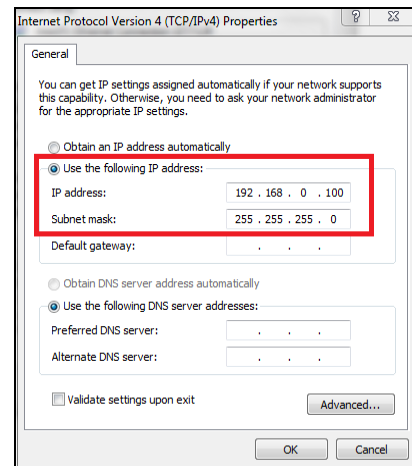 Internet Protocol Version 4 (TCP/IPv4) Properties
General
You can get IP settings assigned automatically if your network supports
this capability. Otherwise, you need to ask your network administrator
for the appropriate IP settings.
Obtain an IP address automatically
Use the following IP address:
IP address: 192 . 168 . 0 . 100
Subnet mask: 255 . 255 . 255 . 0
Default gateway: . . .
Obtain DNS server address automatically
Use the following DNS server addresses:
Preferred DNS server: . . .
Alternate DNS server: . . .
Validate settings upon exit
Advanced...
OK Cancel